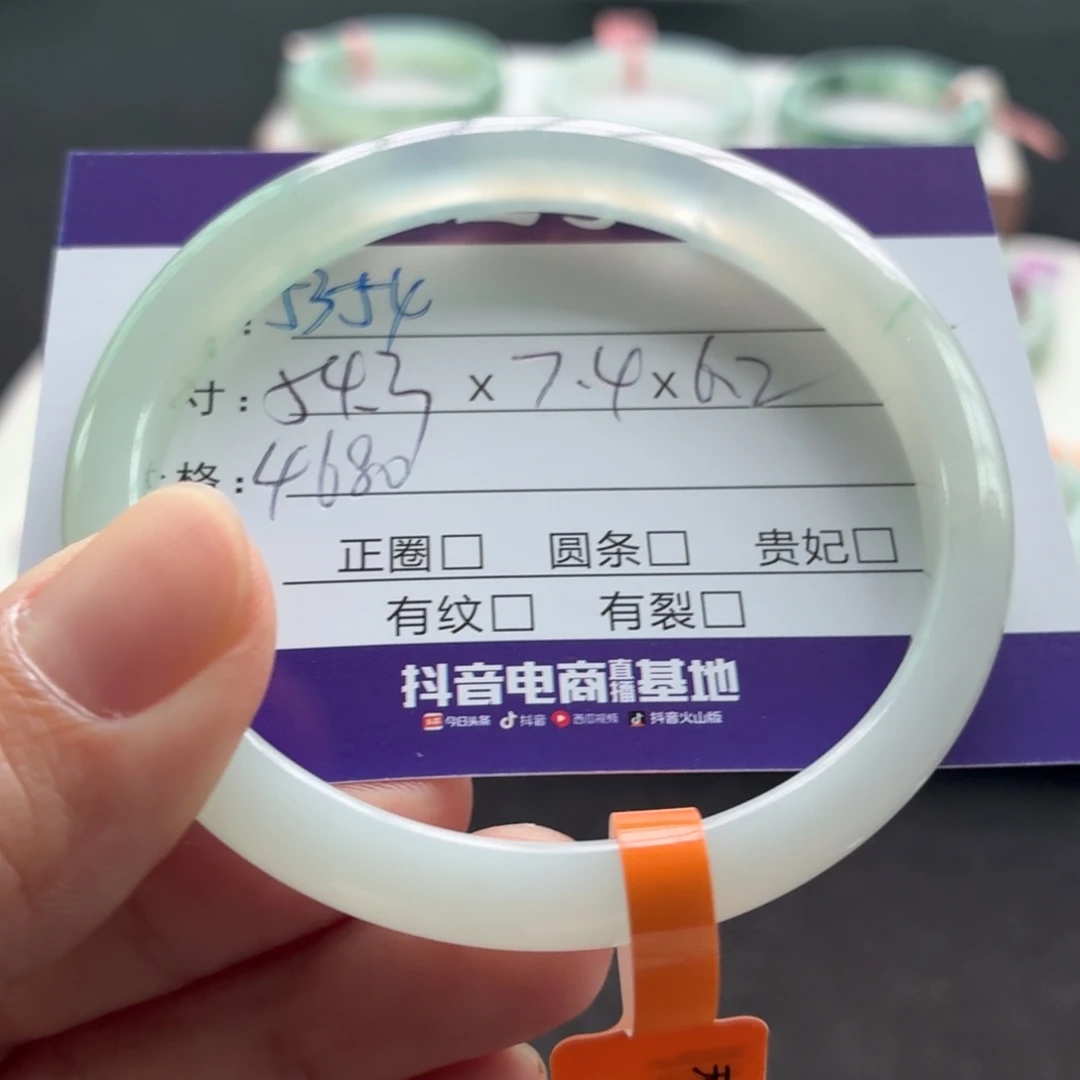 : 5354
寸: 54.3 x 7.4 x 6.2
格: 4680
正圈□ 圆条□ 贵妃□
有纹□ 有裂□
抖音电商直播基地
今日头条 抖音 西瓜视频 抖音火山版